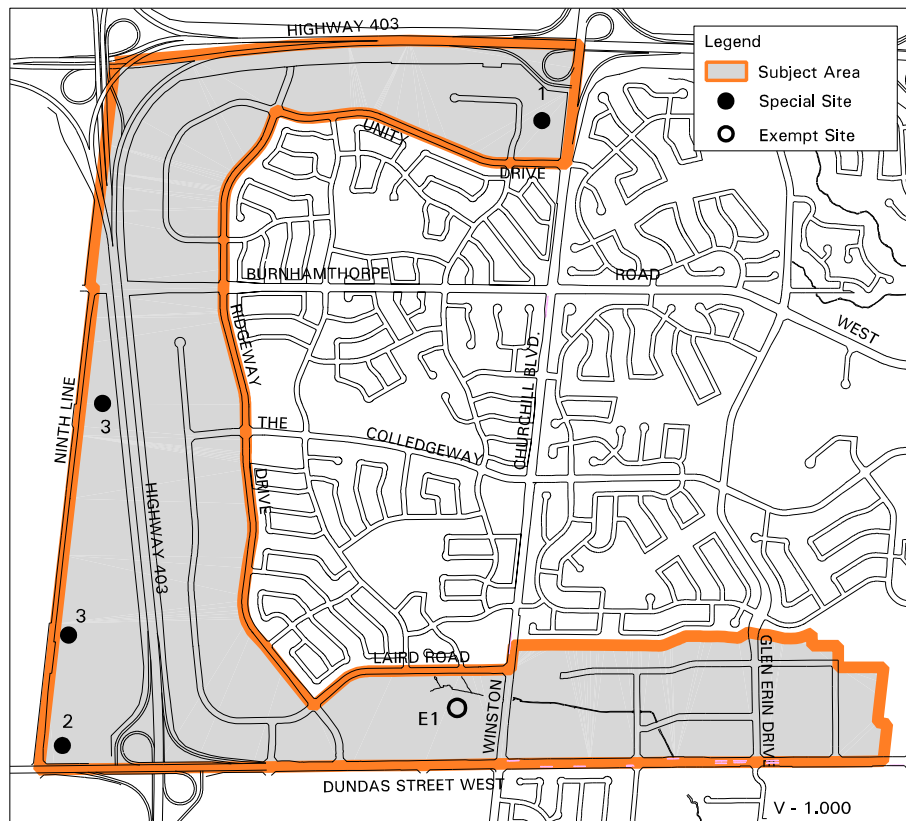 HIGHWAY 403
Legend
Subject Area
Special Site
Exempt Site
1
UNITY
DRIVE
BURNHAMTHORPE
ROAD
WEST
RIDGEWAY
DRIVE
NINTH LINE
3
THE
COLLEDGEWAY
CHURCHILL BLVD.
HIGHWAY 403
3
LAIRD ROAD
GLEN ERIN DRIVE
WINSTON
E1
2
DUNDAS STREET WEST
V - 1.000